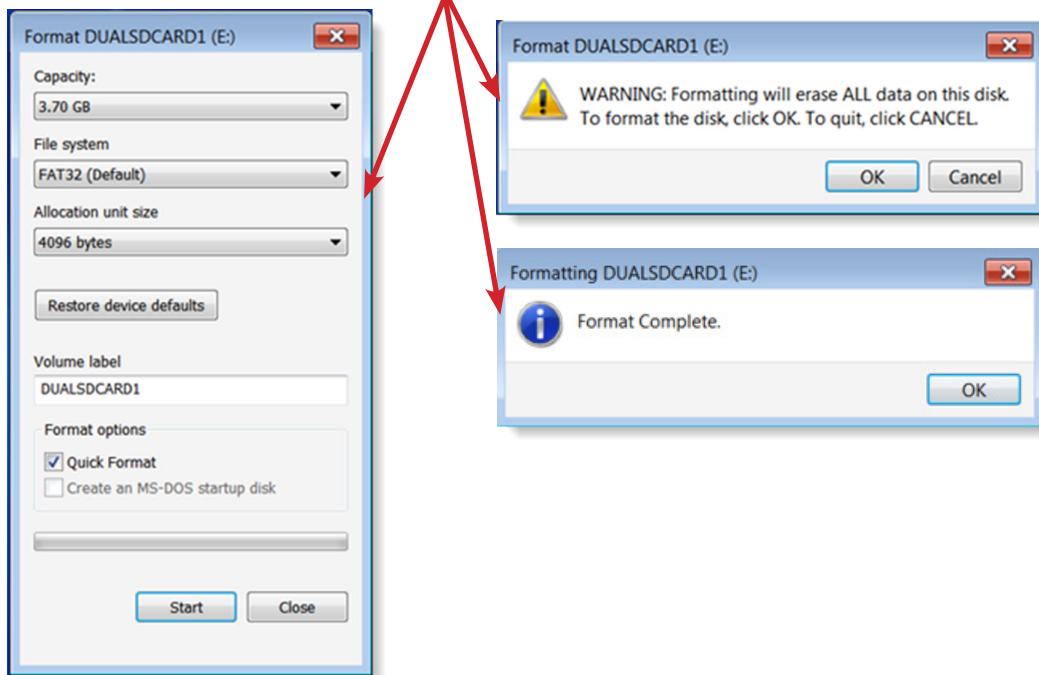 Format DUALSDCARD1 (E:)
Capacity:
3.70 GB
File system
FAT32 (Default)
Allocation unit size
4096 bytes
Restore device defaults
Volume label
DUALSDCARD1
Format options
Quick Format
Create an MS-DOS startup disk
Start Close
Format DUALSDCARD1 (E:)
WARNING: Formatting will erase ALL data on this disk.
To format the disk, click OK. To quit, click CANCEL.
OK Cancel
Formatting DUALSDCARD1 (E:)
Format Complete.
OK